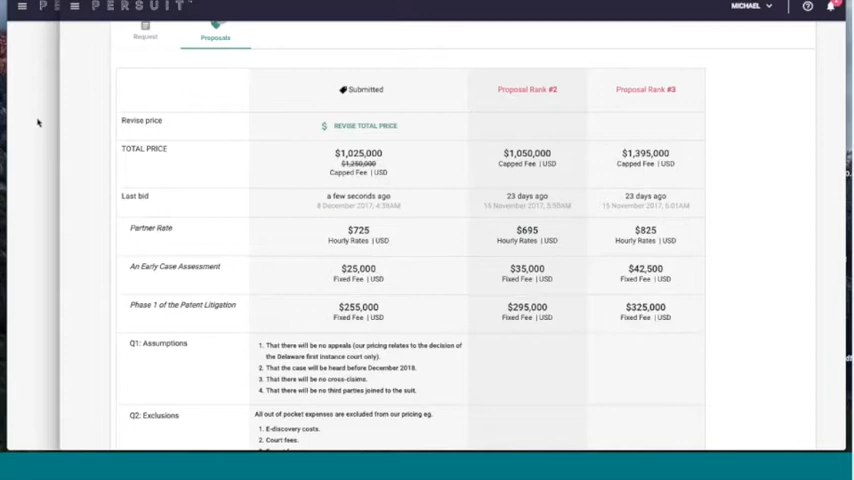 PE PERSUIT
MICHAEL
Request
Proposals
Submitted
Proposal Rank #2
Proposal Rank #3
Revise price
$ REVISE TOTAL PRICE
TOTAL PRICE
$1,025,000
$1,050,000
$1,395,000
$1,250,000
Capped Fee | USD
Capped Fee | USD
Capped Fee | USD
Last bid
a few seconds ago
23 days ago
23 days ago
8 December 2017, 4:38AM
15 November 2017, 5:01AM
Partner Rate
$725
$695
$825
Hourly Rates | USD
Hourly Rates | USD
Hourly Rates | USD
An Early Case Assessment
$25,000
$35,000
$42,500
Fixed Fee | USD
Fixed Fee | USD
Fixed Fee | USD
Phase 1 of the Patent Litigation
$255,000
$295,000
$325,000
Fixed Fee | USD
Fixed Fee | USD
Fixed Fee | USD
Q1: Assumptions
1. That there will be no appeals (our pricing relates to the decision of
the Delaware first instance court only).
2. That the case will be heard before December 2018.
3. That there will be no cross-claims.
4. That there will be no third parties joined to the suit.
Q2: Exclusions
All out of pocket expenses are excluded from our pricing eg.
1. E-discovery costs.
2. Court fees.